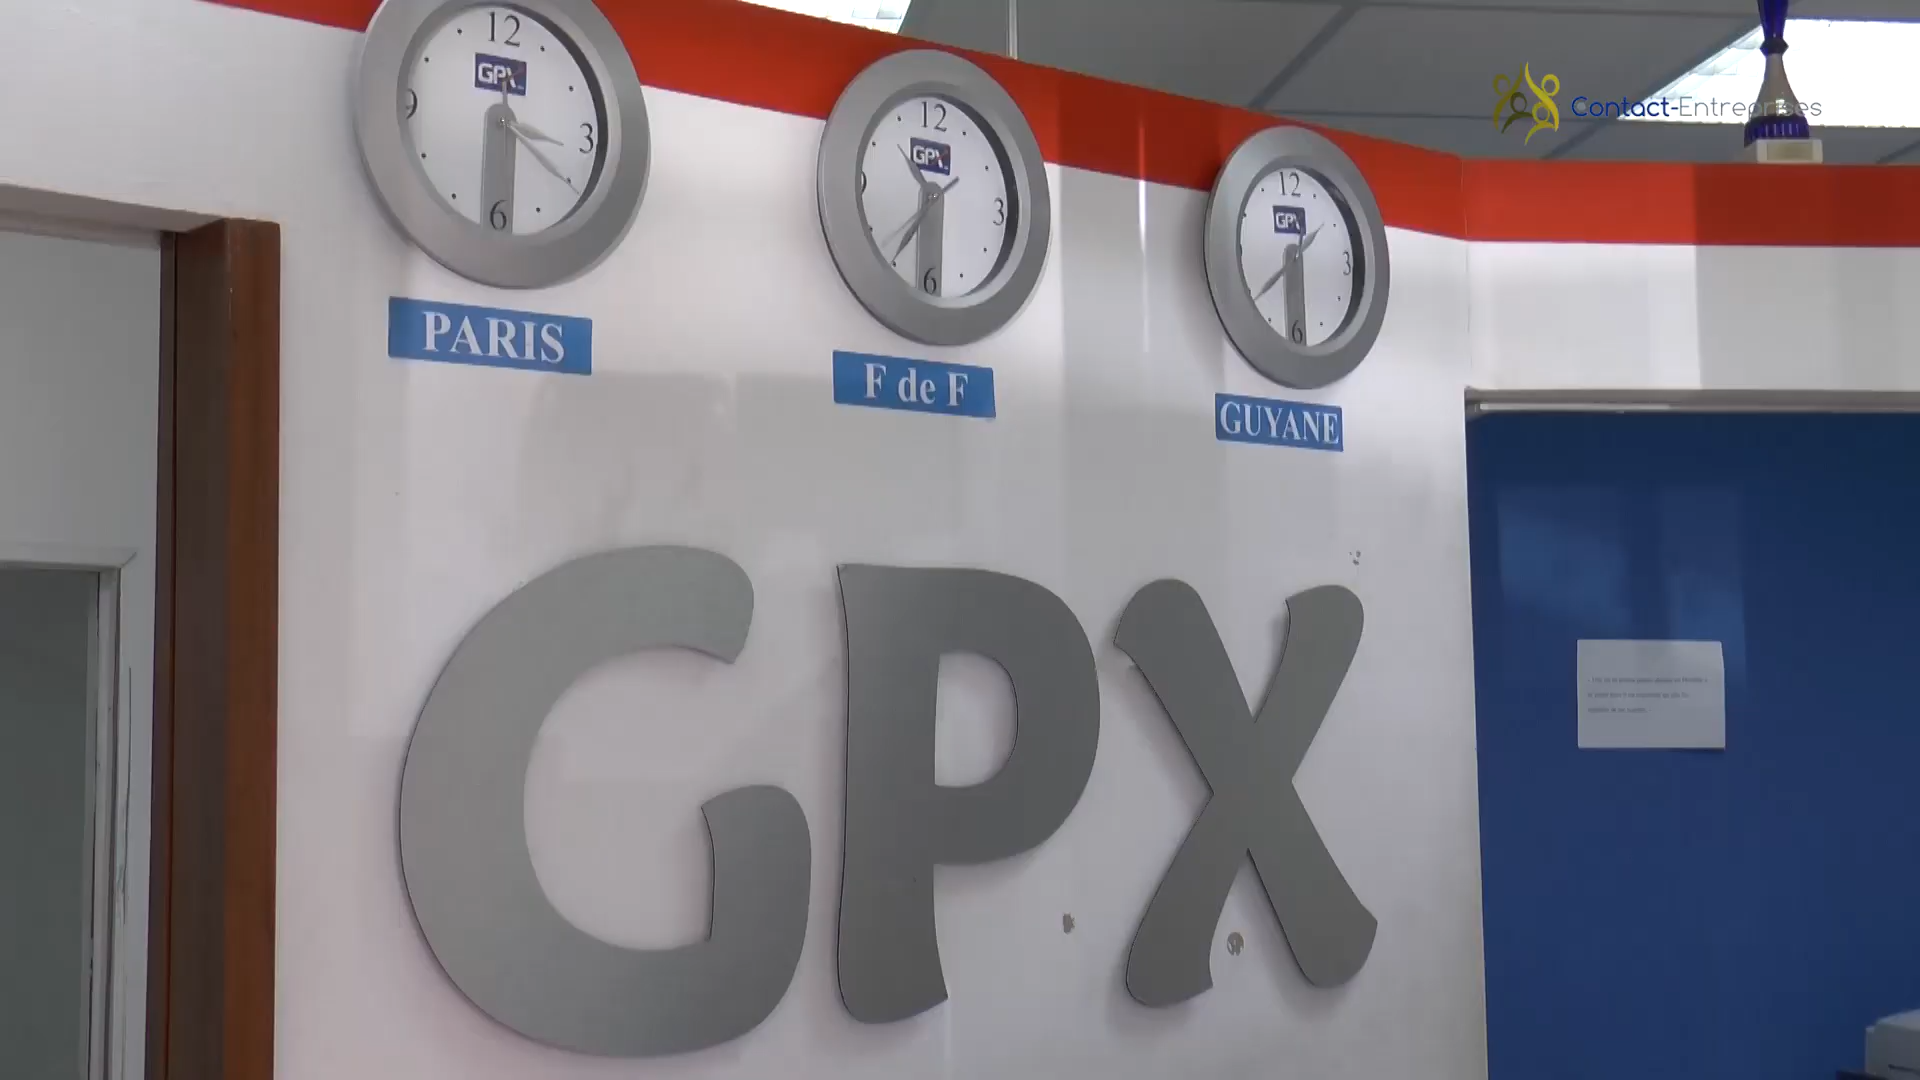 Contact-Entreprises
12
GPX
9
3
6
12
GPX
9
3
6
12
GPX
3
6
PARIS
F de F
GUYANE
GPX